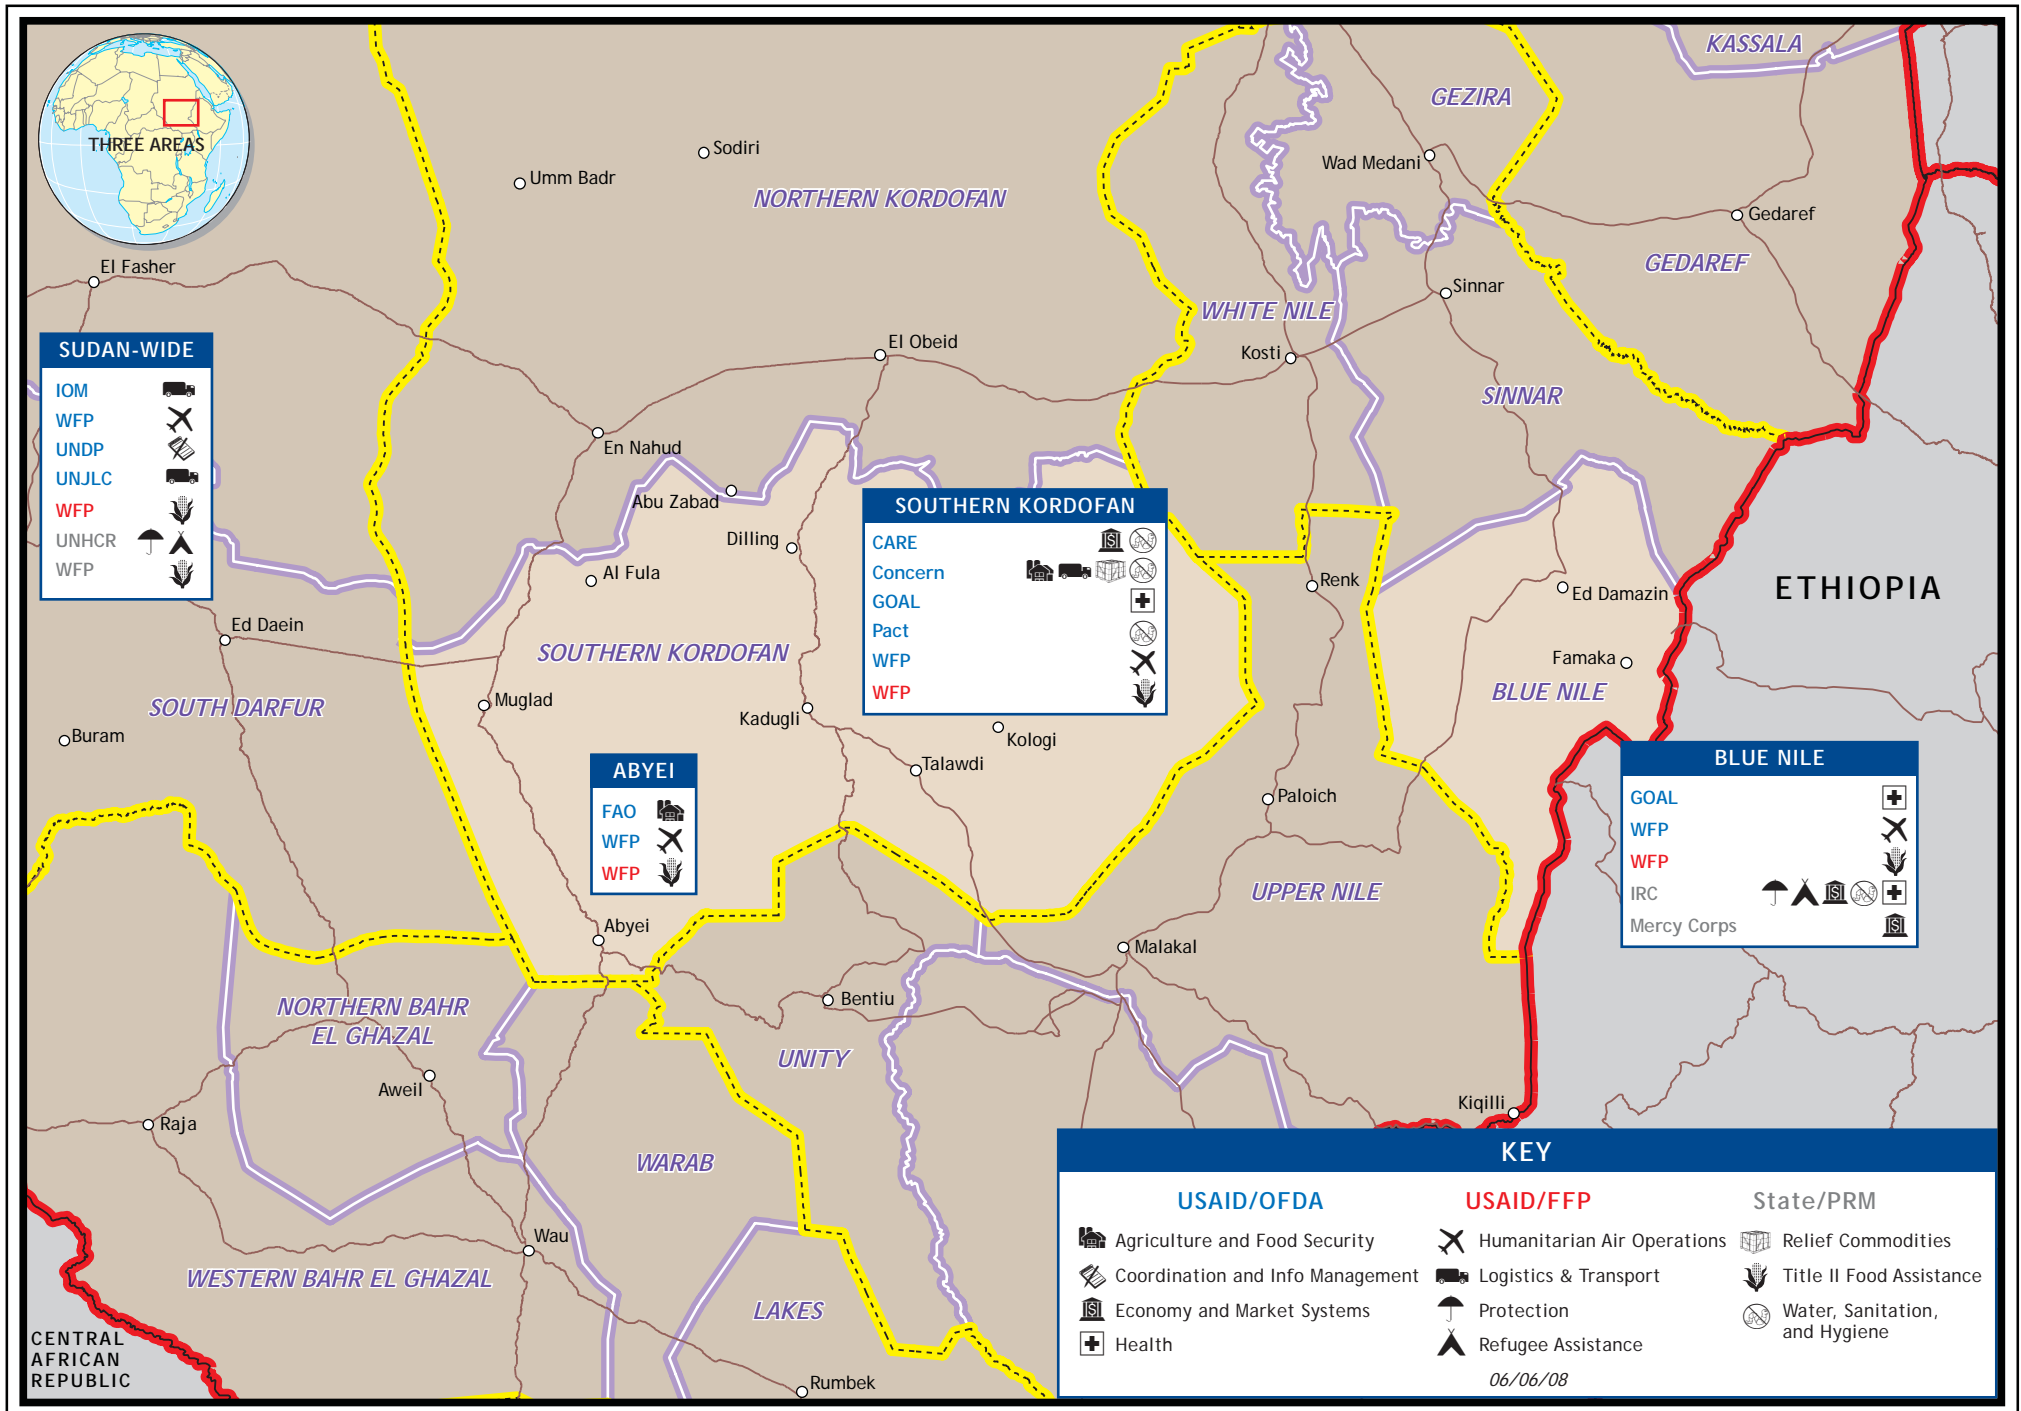 THREE AREAS
KASSALA
GEZIRA
Sodiri
Umm Badr
Wad Medani
NORTHERN KORDOFAN
Gedaref
GEDAREF
El Fasher
Sinnar
WHITE NILE
El Obeid
Kosti
SINNAR
SUDAN-WIDE
IOM
WFP
UNDP
UNJLC
WFP
UNHCR
WFP
En Nahud
Abu Zabad
Dilling
Al Fula
SOUTHERN KORDOFAN
CARE
Concern
GOAL
Pact
WFP
WFP
Renk
Ed Damazin
ETHIOPIA
Ed Daein
SOUTHERN KORDOFAN
Famaka
BLUE NILE
SOUTH DARFUR
Muglad
Kadugli
Buram
Kologi
Talawdi
ABYEI
FAO
WFP
WFP
Paloich
BLUE NILE
GOAL
WFP
WFP
IRC
Mercy Corps
UPPER NILE
Abyei
Malakal
Bentiu
NORTHERN BAHR
EL GHAZAL
UNITY
Aweil
Raja
Kiqilli
WARAB
Wau
WESTERN BAHR EL GHAZAL
LAKES
Rumbek
CENTRAL
AFRICAN
REPUBLIC
KEY
USAID/OFDA
USAID/FFP
State/PRM
Agriculture and Food Security
Coordination and Info Management
Economy and Market Systems
Health
Humanitarian Air Operations
Logistics & Transport
Protection
Refugee Assistance
Relief Commodities
Title II Food Assistance
Water, Sanitation,
and Hygiene
06/06/08